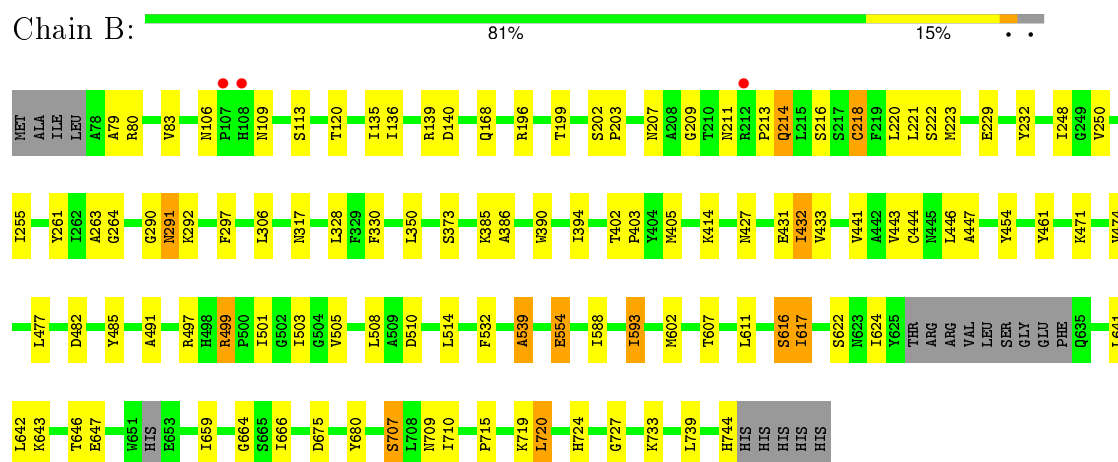 Chain B:
81% 15% • •
MET ALA ILE LEU A78 A79 R80 V83 N106 P107 H108 N109 S113 T120 I135 I136 R139 D140 Q168 R196 T199 S202 P203 N207 A208 G209 T210 N211 R212 P213 Q214 L215 S216 S217 C218 F219 L220 L221 S222 M223 E229 Y232 I248 G249 V250
I255 Y261 I262 A263 G264 G290 N291 K292 F297 L306 N317 L328 F329 F330 L350 S373 K385 A386 W390 I394 T402 P403 Y404 M405 K414 N427 E431 I432 V433 V441 A442 V443 C444 N445 L446 A447 Y454 Y461 K471
L477 D482 Y485 A491 R497 H498 R499 P500 I501 G502 I503 G504 V505 L508 A509 D510 L514 F532 A539 E554 I588 I593 M602 T607 L611 S616 I617 S622 N623 I624 Y625 THR ARG ARG VAL LEU SER GLY GLU PHE Q635 L641
L642 K643 T646 E647 W651 HIS E653 I659 G664 S665 I666 D675 Y680 S707 L708 N709 I710 P715 K719 L720 H724 G727 K733 L739 H744 HIS HIS HIS HIS HIS